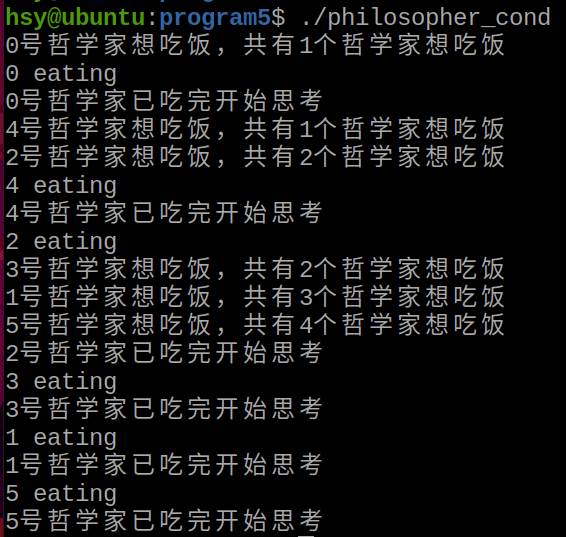 hsy@ubuntu:program5$ ./philosopher_cond
0号哲学家想吃饭，共有1个哲学家想吃饭
0 eating
0号哲学家已吃完开始思考
4号哲学家想吃饭，共有1个哲学家想吃饭
2号哲学家想吃饭，共有2个哲学家想吃饭
4 eating
4号哲学家已吃完开始思考
2 eating
3号哲学家想吃饭，共有2个哲学家想吃饭
1号哲学家想吃饭，共有3个哲学家想吃饭
5号哲学家想吃饭，共有4个哲学家想吃饭
2号哲学家已吃完开始思考
3 eating
3号哲学家已吃完开始思考
1 eating
1号哲学家已吃完开始思考
5 eating
5号哲学家已吃完开始思考